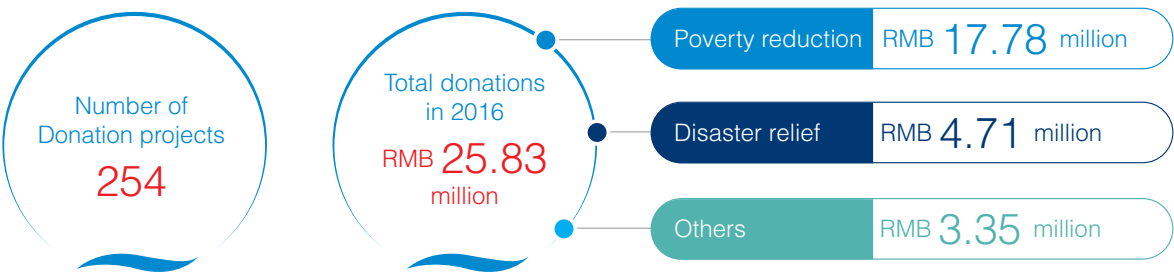 Number of
Donation projects
254
Total donations
in 2016
RMB 25.83
million
Poverty reduction RMB 17.78 million
Disaster relief RMB 4.71 million
Others RMB 3.35 million